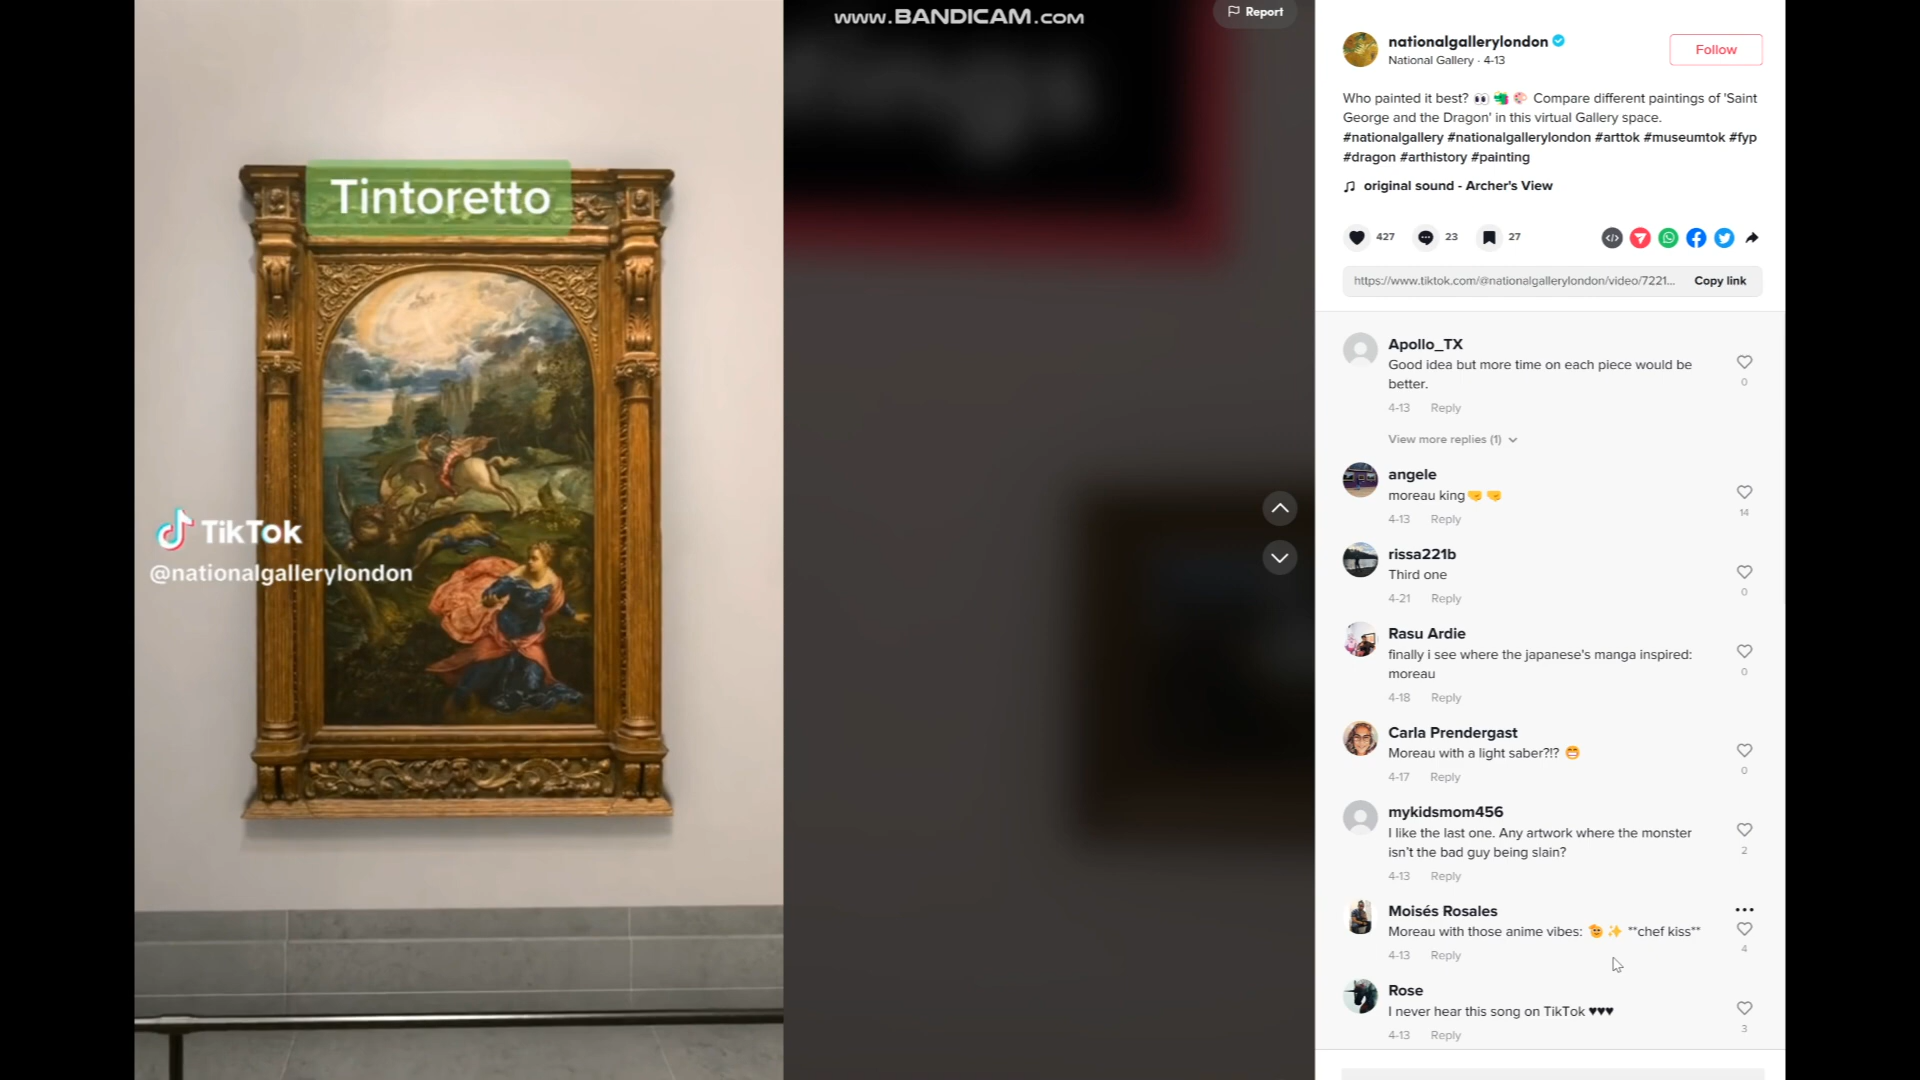 www.BANDICAM.com
Report
Tintoretto
TikTok
@nationalgallerylondon
nationalgallerylondon
National Gallery · 4-13
Follow
Who painted it best? 👀 🐲 🎨 Compare different paintings of 'Saint
George and the Dragon' in this virtual Gallery space.
#nationalgallery #nationalgallerylondon #arttok #museumtok #fyp
#dragon #arthistory #painting
original sound - Archer's View
427
23
27
https://www.tiktok.com/@nationalgallerylondon/video/7221...
Copy link
Apollo_TX
Good idea but more time on each piece would be
better.
0
4-13 Reply
View more replies (1)
angele
moreau king🤜 🤜
14
4-13 Reply
rissa221b
Third one
0
4-21 Reply
Rasu Ardie
finally i see where the japanese's manga inspired:
moreau
0
4-18 Reply
Carla Prendergast
Moreau with a light saber?!? 😁
0
4-17 Reply
mykidsmom456
I like the last one. Any artwork where the monster
isn't the bad guy being slain?
2
4-13 Reply
Moisés Rosales
Moreau with those anime vibes: 🫡 ✨ **chef kiss**
4
4-13 Reply
Rose
I never hear this song on TikTok ♥♥♥
3
4-13 Reply